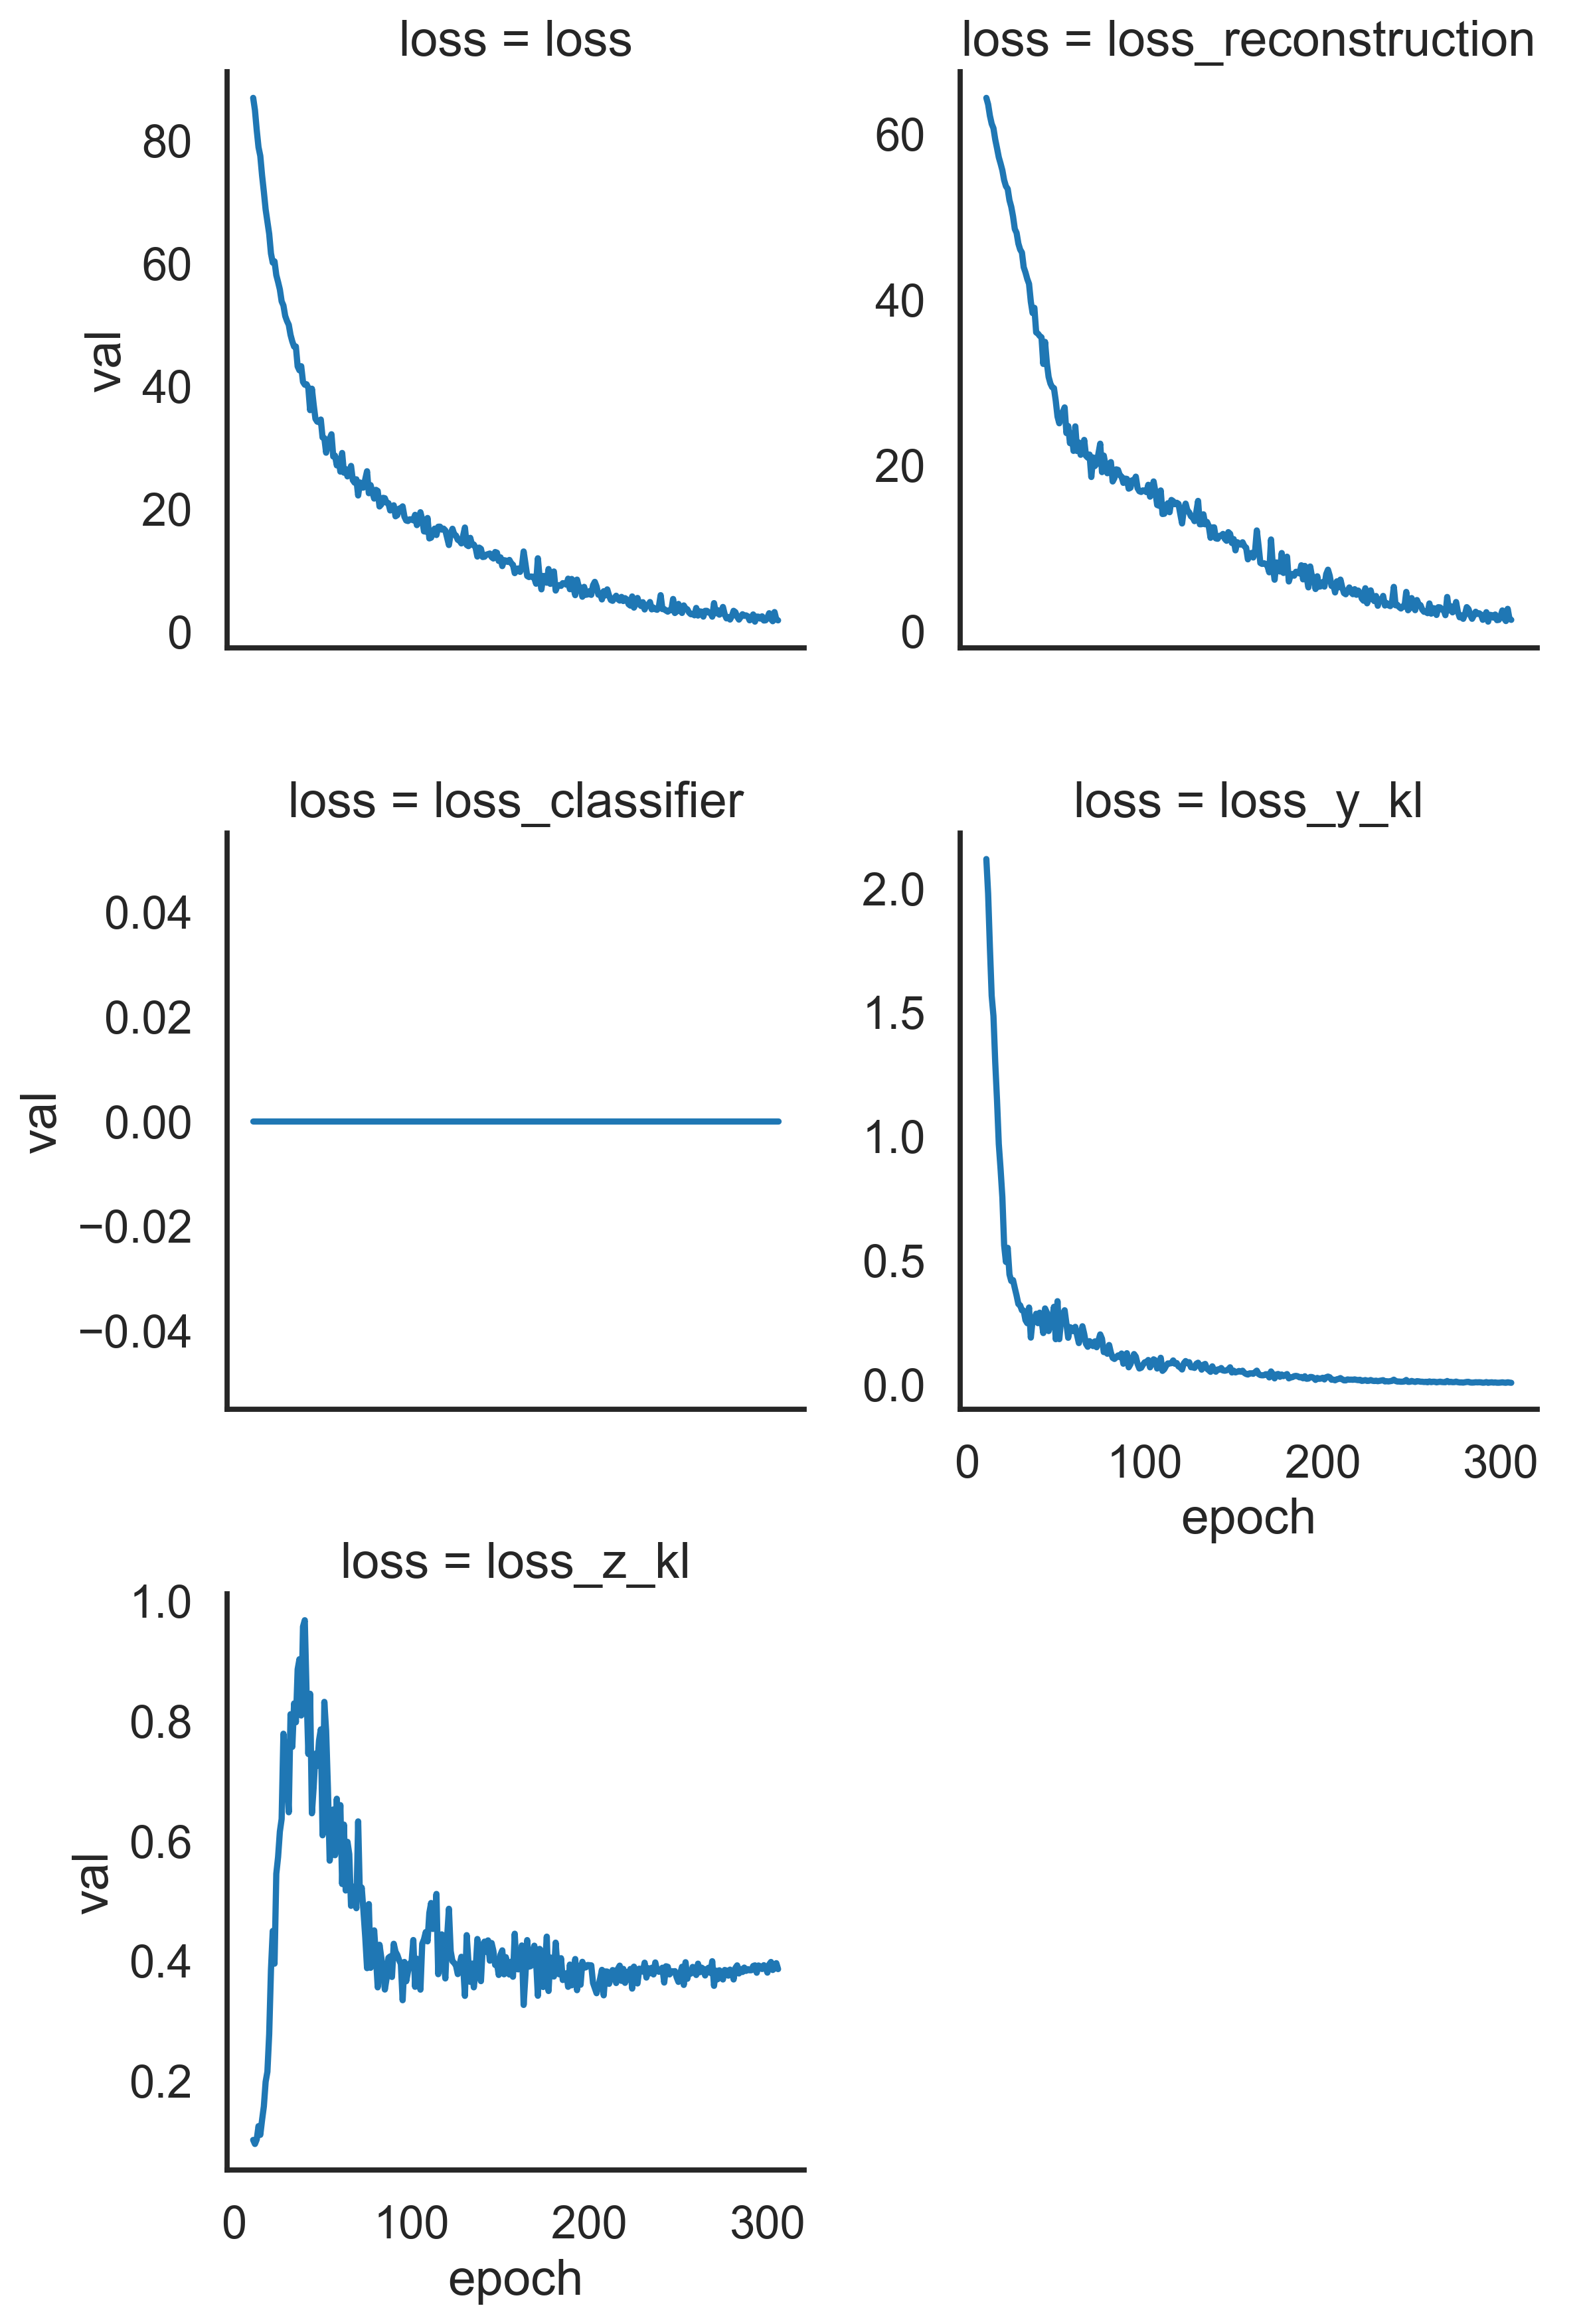 loss = loss
80
60
40
20
0
val
loss = loss_reconstruction
60
40
20
0
loss = loss_classifier
0.04
0.02
0.00
−0.02
−0.04
val
loss = loss_y_kl
2.0
1.5
1.0
0.5
0.0
0 100 200 300
epoch
loss = loss_z_kl
1.0
0.8
0.6
0.4
0.2
val
0 100 200 300
epoch